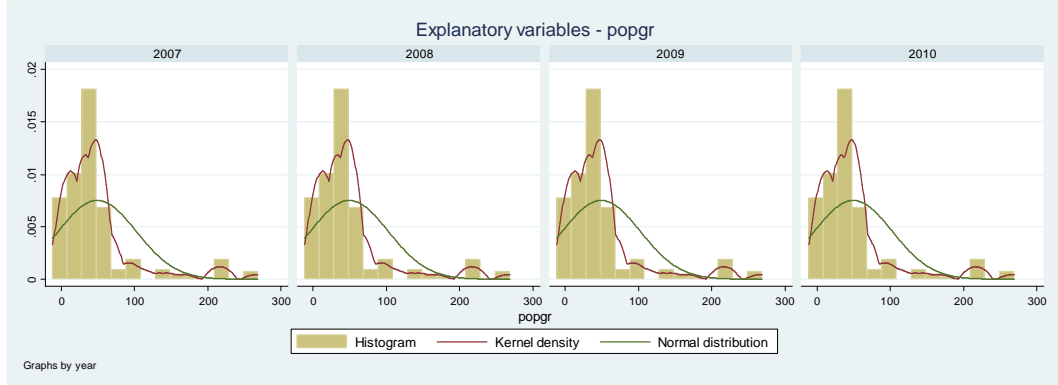 Explanatory variables - popgr
2007 2008 2009 2010
.02
.015
.01
.005
0
0 100 200 300 0 100 200 300 0 100 200 300 0 100 200 300
popgr
Histogram Kernel density Normal distribution
Graphs by year